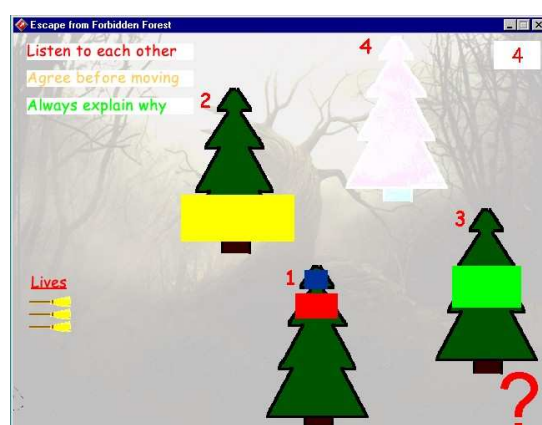 Escape from Forbidden Forest
Listen to each other
Agree before moving
Always explain why
4
4
2
3
1
Lives
?